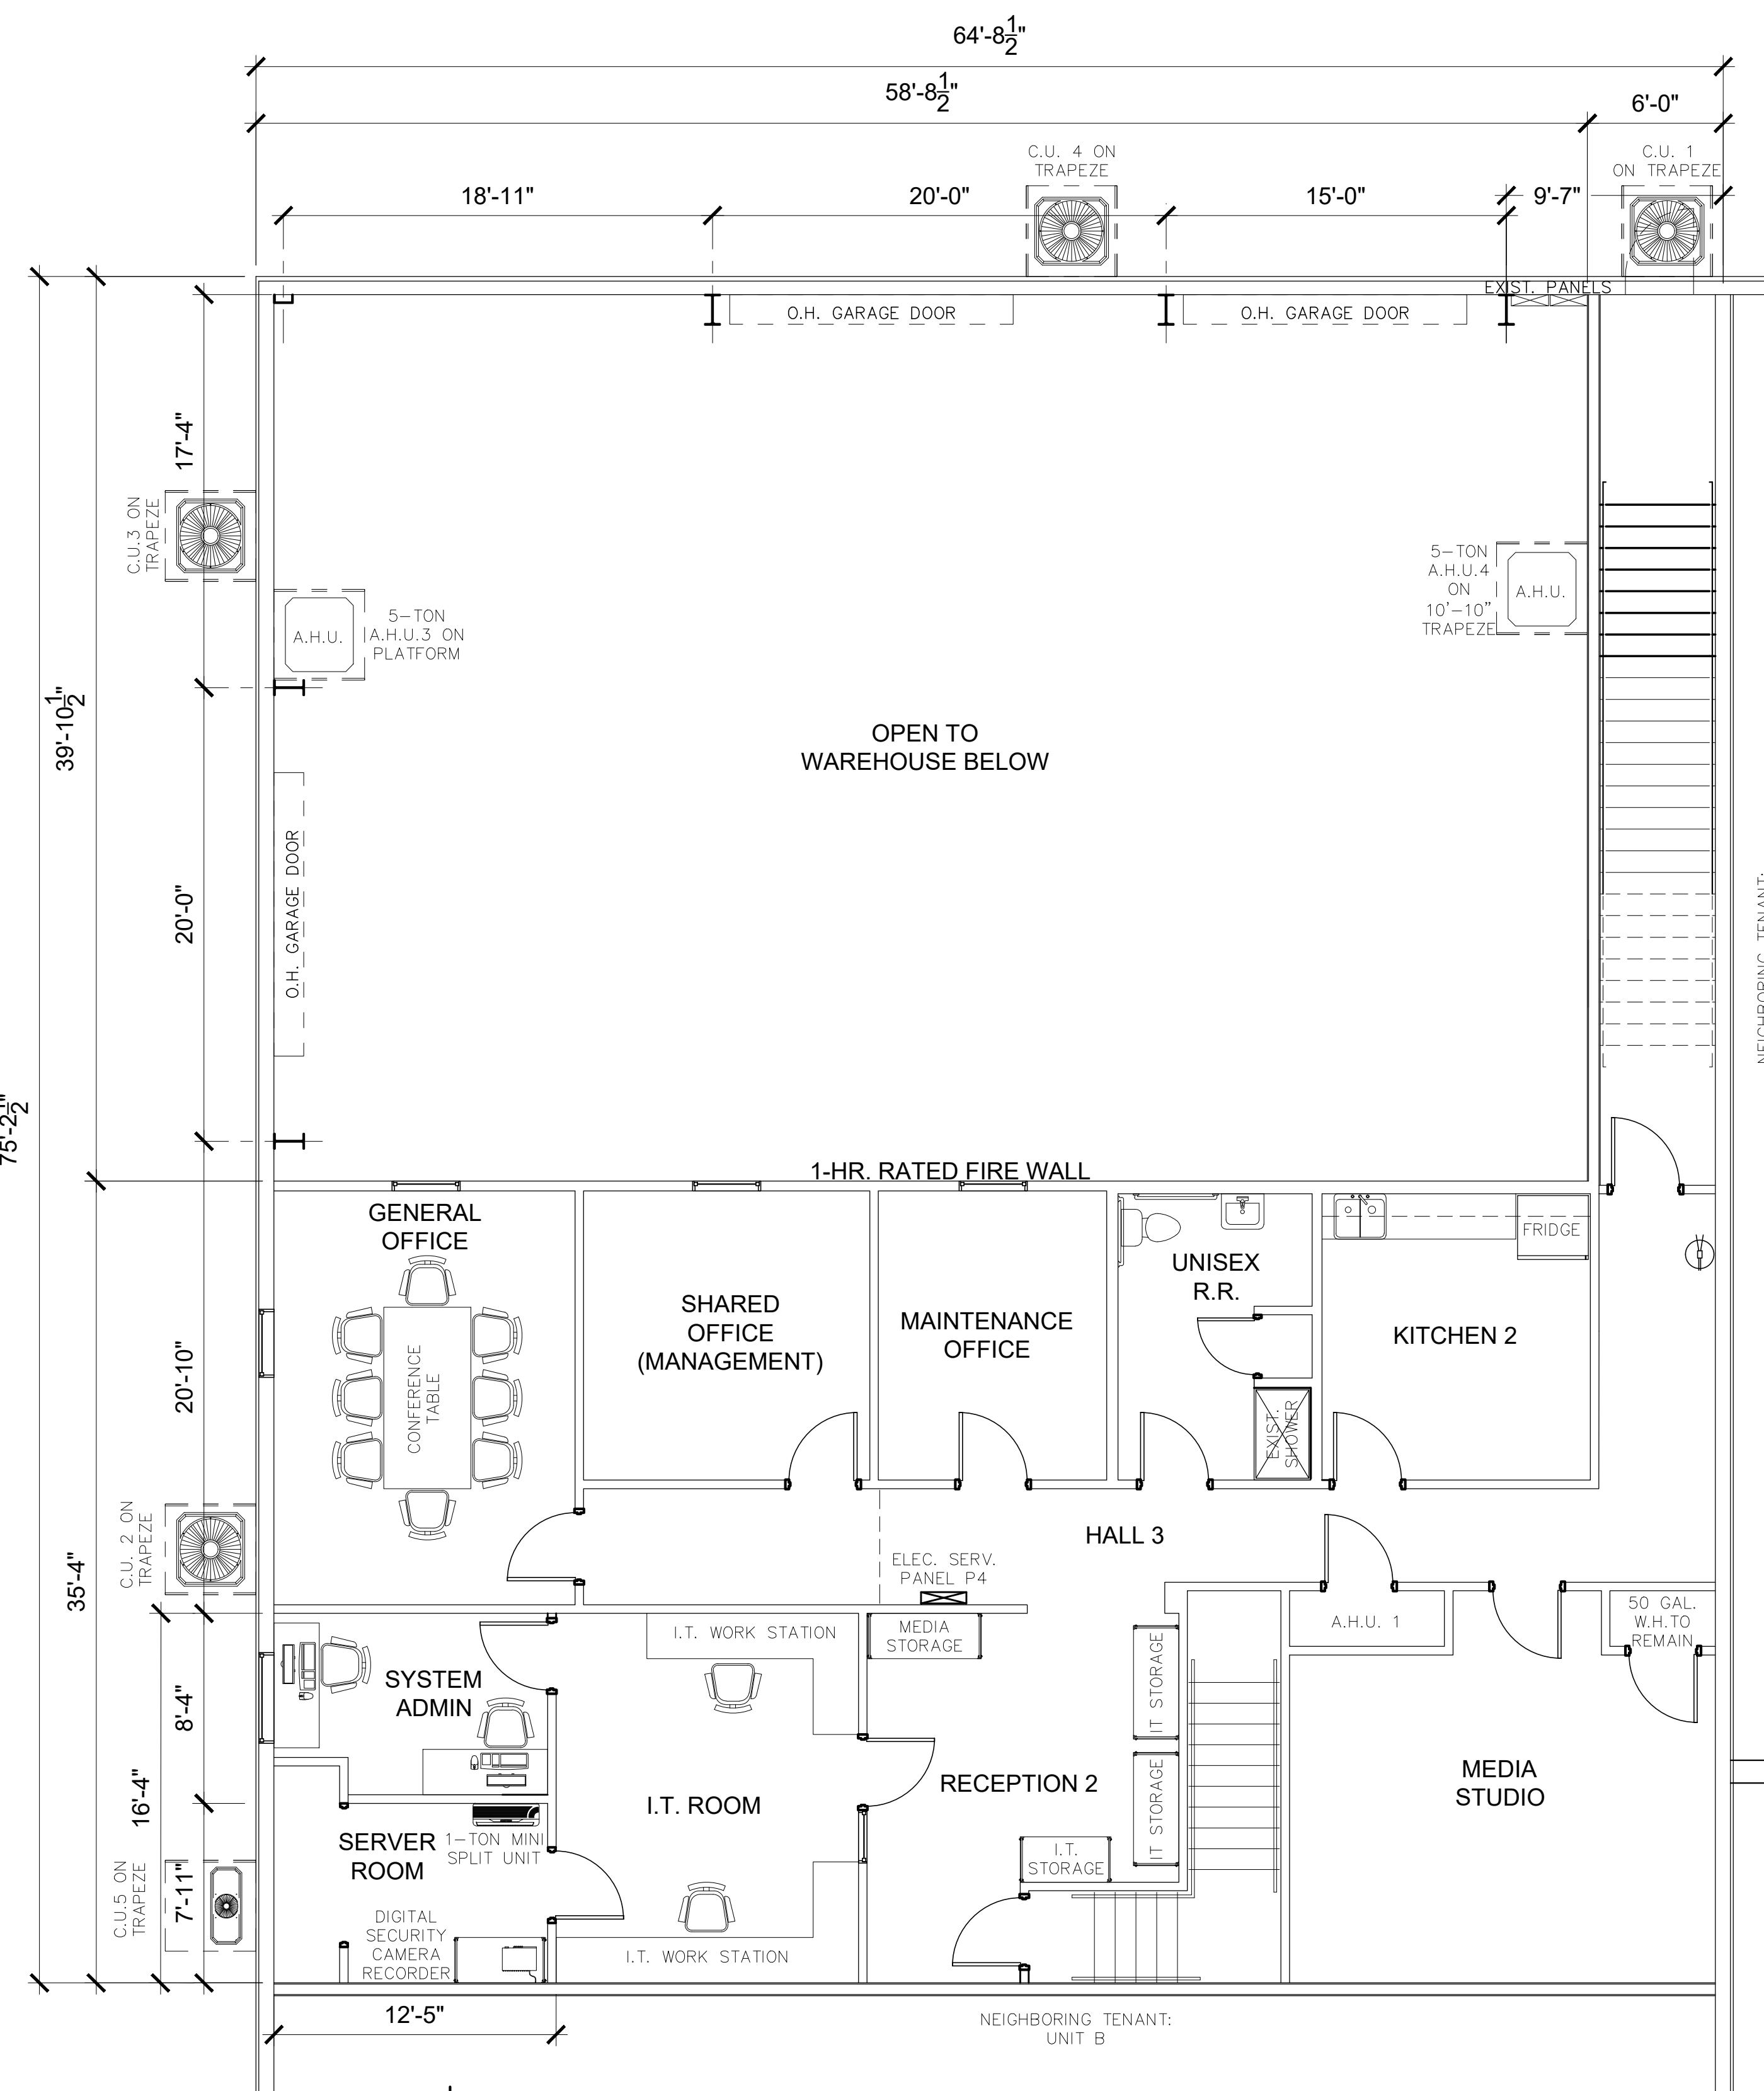 64'-8 1/2"
58'-8 1/2"
6'-0"
C.U. 4 ON
TRAPEZE
C.U. 1
ON TRAPEZE
18'-11"
20'-0"
15'-0"
9'-7"
EXIST. PANELS
O.H. GARAGE DOOR
O.H. GARAGE DOOR
17'-4"
C.U.3 ON
TRAPEZE
A.H.U.
5-TON
A.H.U.3 ON
PLATFORM
5-TON
A.H.U.4
ON
10'-10"
TRAPEZE
A.H.U.
39'-10 1/2"
OPEN TO
WAREHOUSE BELOW
20'-0"
O.H. GARAGE DOOR
NEIGHBORING TENANT:
75'-2 1/2"
1-HR. RATED FIRE WALL
GENERAL
OFFICE
CONFERENCE
TABLE
SHARED
OFFICE
(MANAGEMENT)
MAINTENANCE
OFFICE
UNISEX
R.R.
EXIST.
SHOWER
FRIDGE
KITCHEN 2
20'-10"
C.U. 2 ON
TRAPEZE
35'-4"
HALL 3
ELEC. SERV.
PANEL P4
MEDIA
STORAGE
I.T. WORK STATION
A.H.U. 1
50 GAL.
W.H.TO
REMAIN
SYSTEM
ADMIN
8'-4"
16'-4"
IT STORAGE
IT STORAGE
RECEPTION 2
I.T. ROOM
MEDIA
STUDIO
SERVER
ROOM
1-TON MINI
SPLIT UNIT
I.T.
STORAGE
C.U.5 ON
TRAPEZE
7'-11"
DIGITAL
SECURITY
CAMERA
RECORDER
I.T. WORK STATION
12'-5"
NEIGHBORING TENANT:
UNIT B